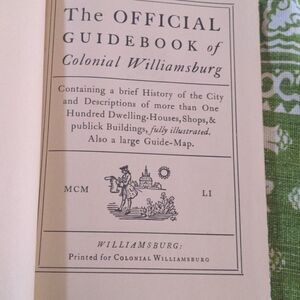 The OFFICIAL
GUIDEBOOK of
Colonial Williamsburg
Containing a brief History of the City
and Descriptions of more than One
Hundred Dwelling-Houses, Shops, &
publick Buildings, fully illustrated.
Also a large Guide-Map.
MCM LI
WILLIAMSBURG:
Printed for COLONIAL WILLIAMSBURG